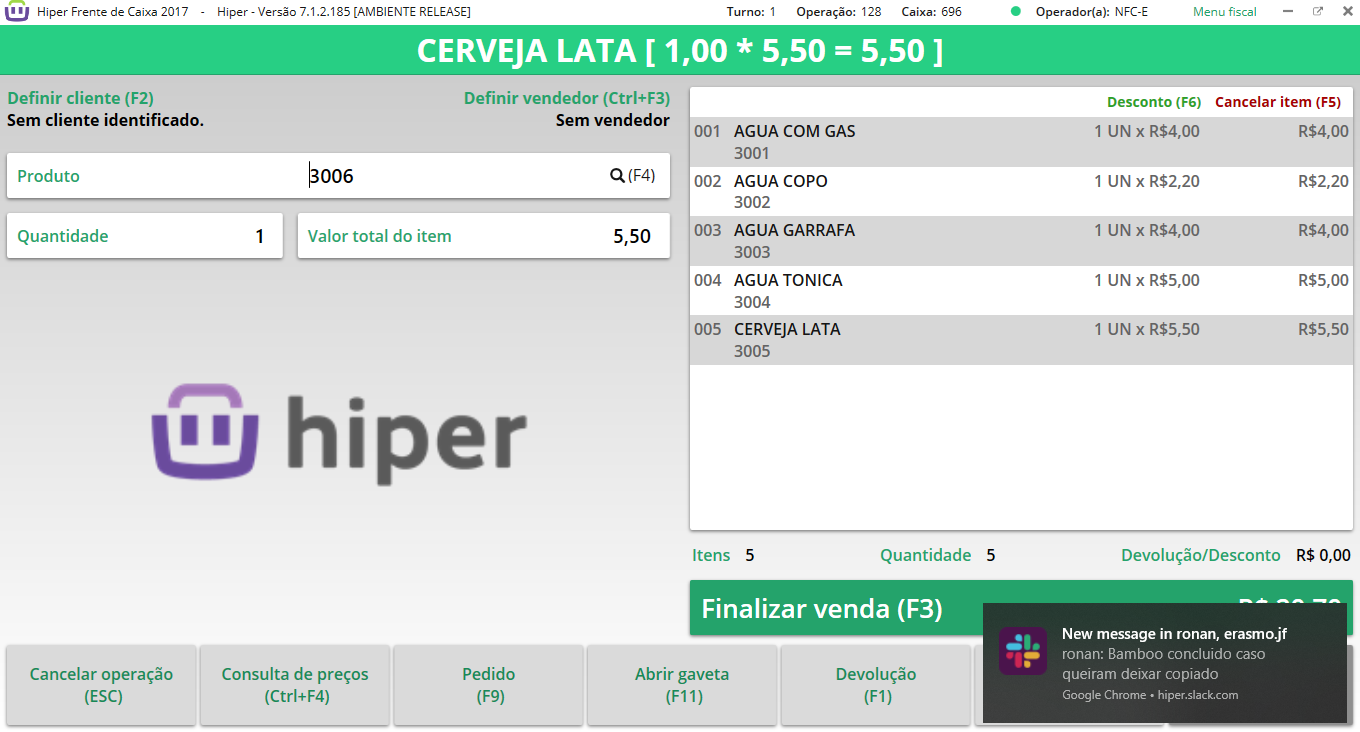 Hiper Frente de Caixa 2017 - Hiper - Versão 7.1.2.185 [AMBIENTE RELEASE] Turno: 1 Operação: 128 Caixa: 696 Operador(a): NFC-E Menu fiscal
CERVEJA LATA [ 1,00 * 5,50 = 5,50 ]
Definir cliente (F2) Definir vendedor (Ctrl+F3)
Sem cliente identificado. Sem vendedor
Produto 3006 (F4)
Quantidade 1 Valor total do item 5,50
hiper
Desconto (F6) Cancelar item (F5)
001 AGUA COM GAS 1 UN x R$4,00 R$4,00
3001
002 AGUA COPO 1 UN x R$2,20 R$2,20
3002
003 AGUA GARRAFA 1 UN x R$4,00 R$4,00
3003
004 AGUA TONICA 1 UN x R$5,00 R$5,00
3004
005 CERVEJA LATA 1 UN x R$5,50 R$5,50
3005
Itens 5 Quantidade 5 Devolução/Desconto R$ 0,00
Finalizar venda (F3)
Cancelar operação
(ESC)
Consulta de preços
(Ctrl+F4)
Pedido
(F9)
Abrir gaveta
(F11)
Devolução
(F1)
New message in ronan, erasmo.jf
ronan: Bamboo concluido caso
queiram deixar copiado
Google Chrome • hiper.slack.com